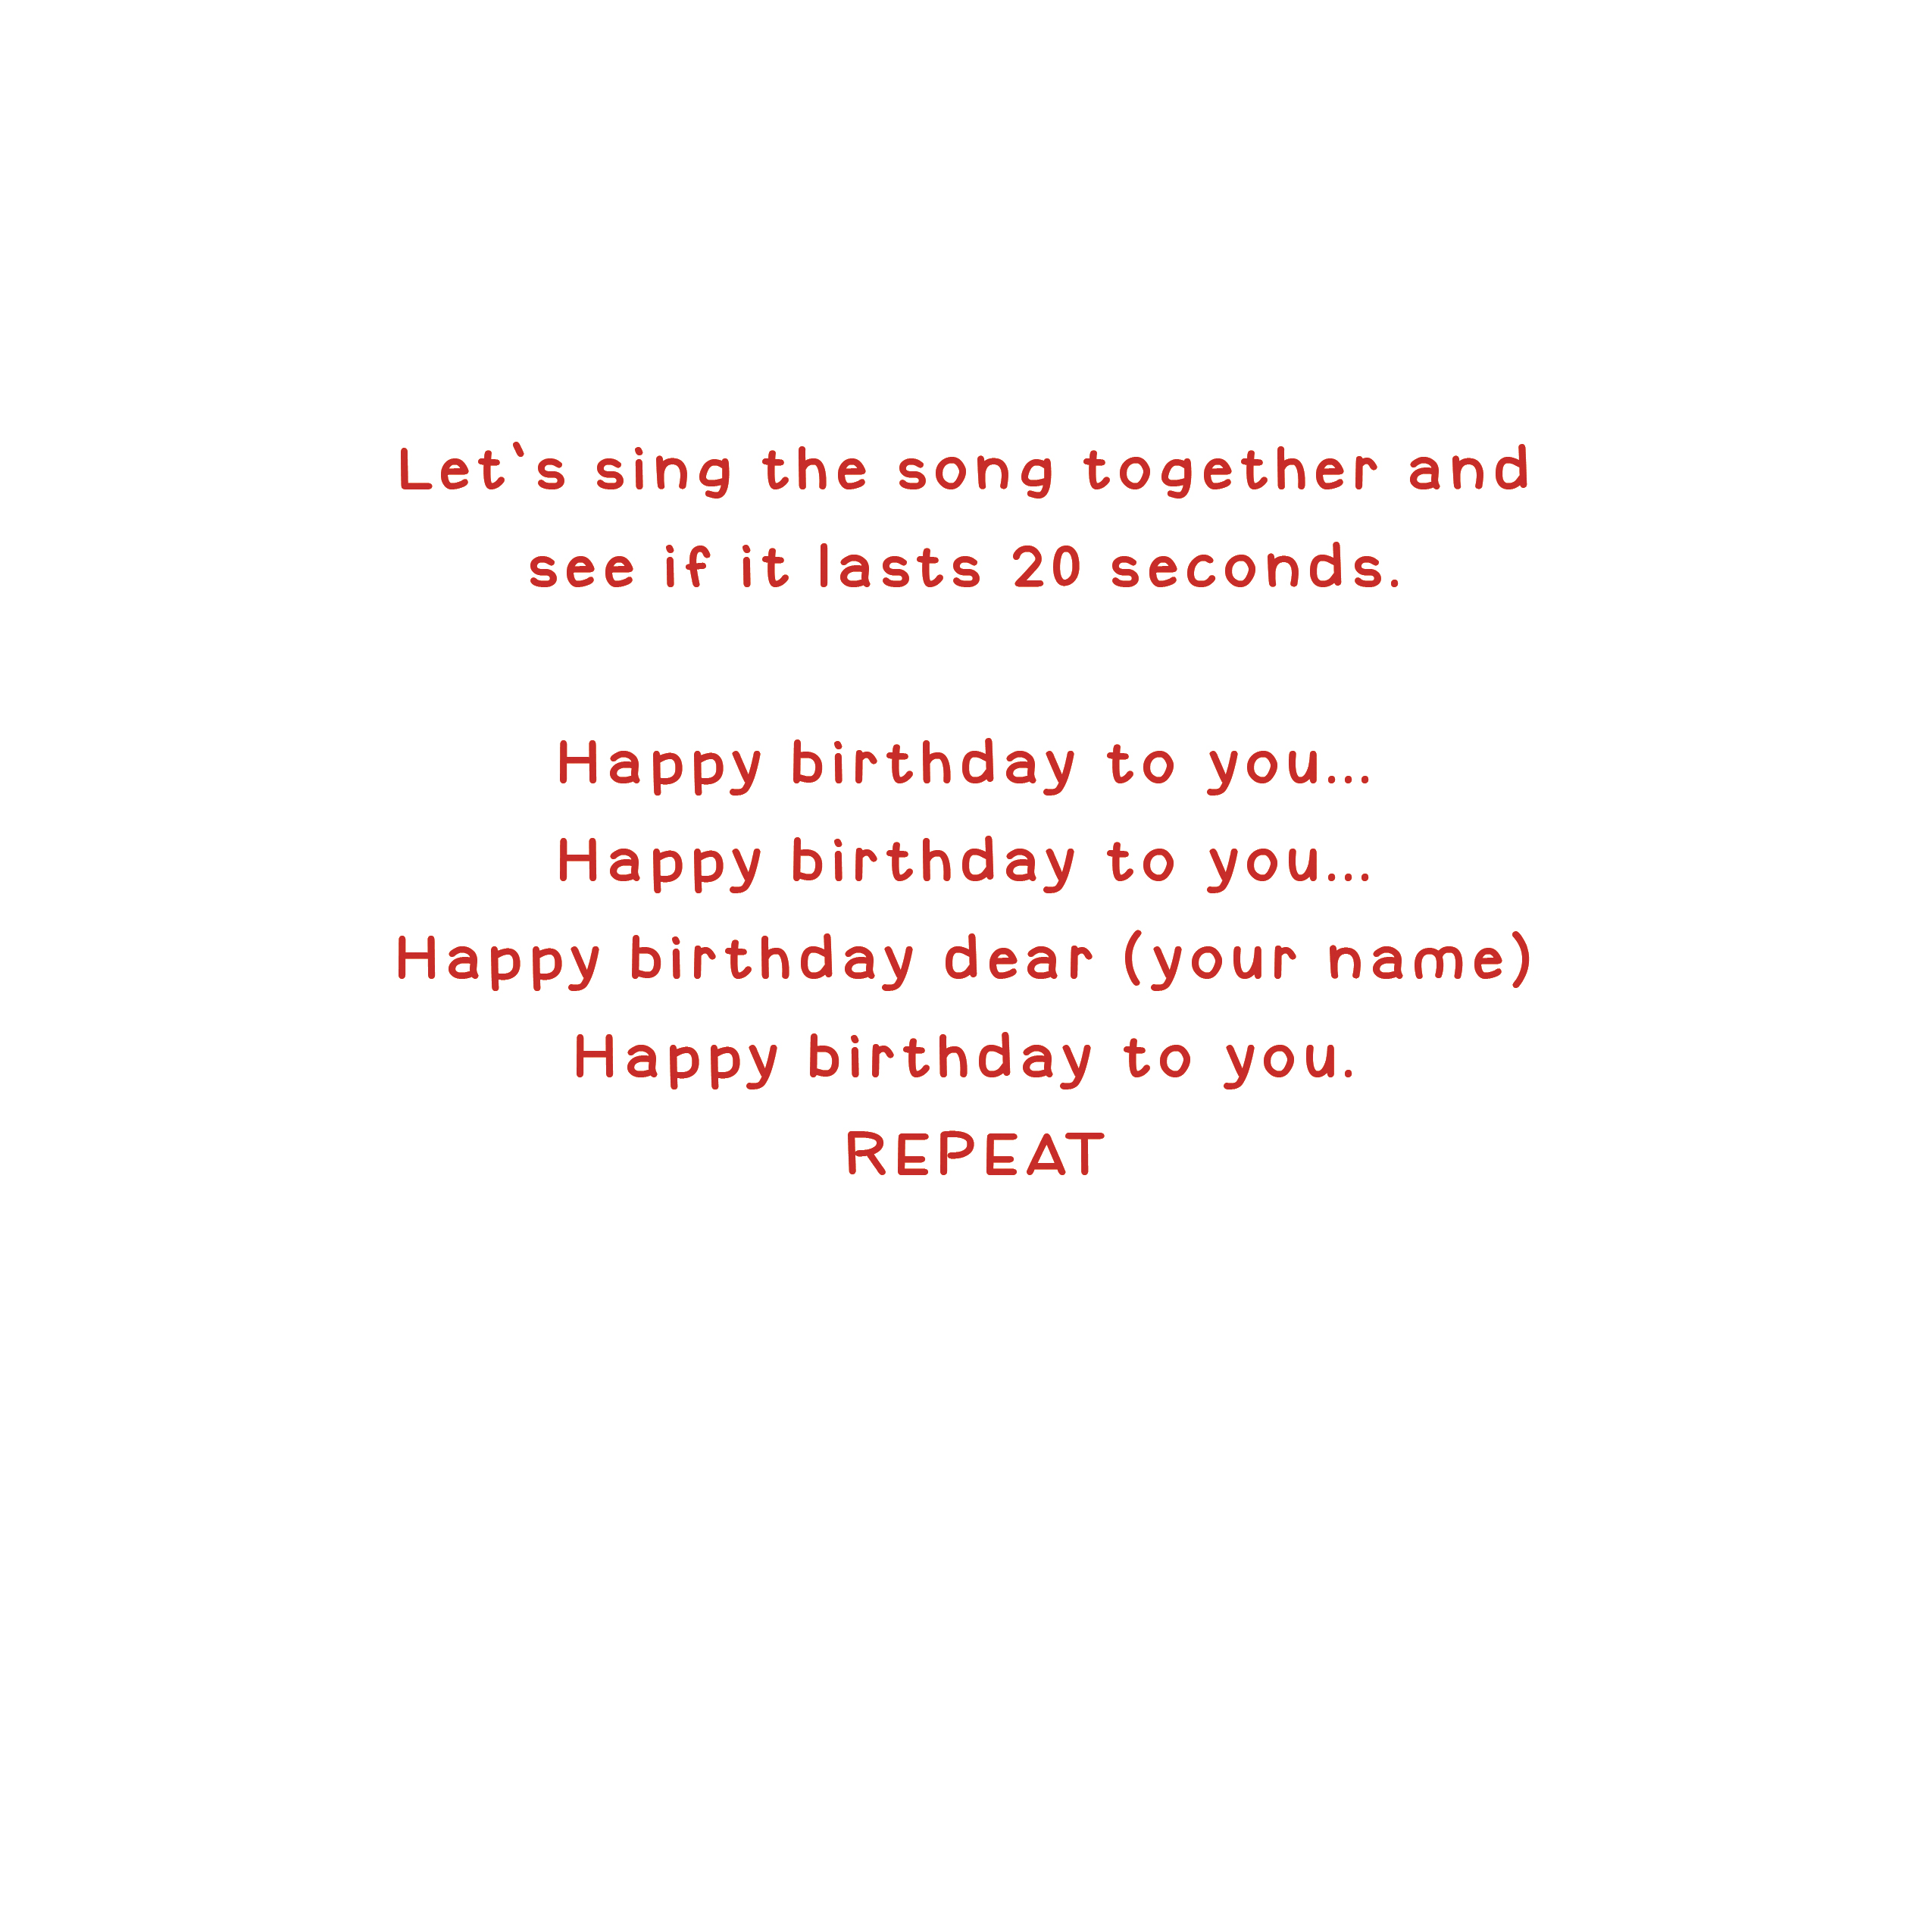 Let`s sing the song together and
see if it lasts 20 seconds.
Happy birthday to you...
Happy birthday to you...
Happy birthday dear (your name)
Happy birthday to you.
REPEAT